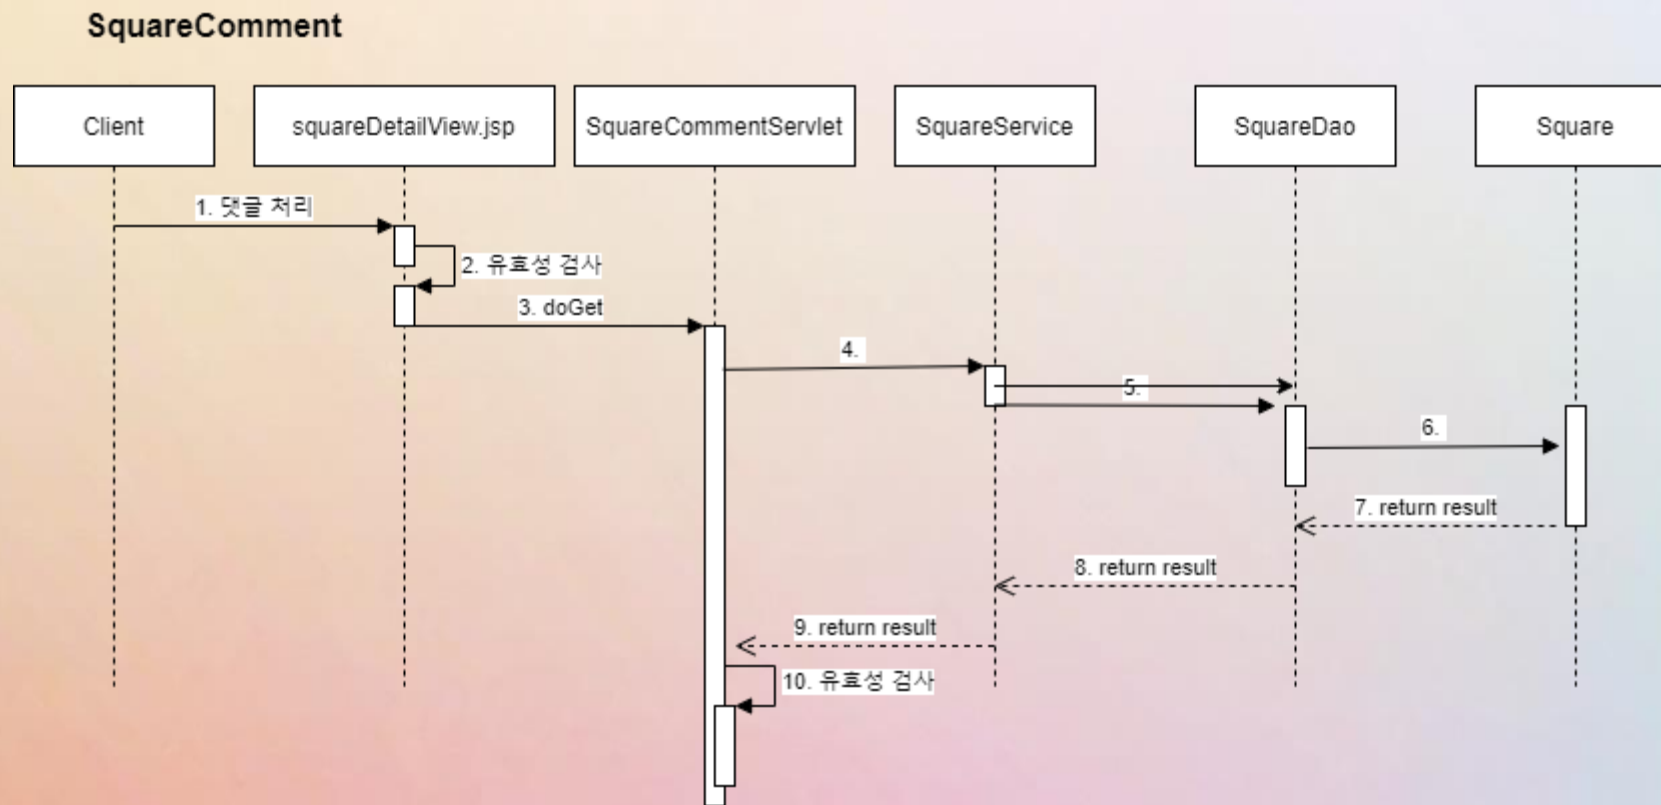 SquareComment
Client
squareDetailView.jsp
SquareCommentServlet
SquareService
SquareDao
Square
1. 댓글 처리
2. 유효성 검사
3. doGet
4.
5.
6.
7. return result
8. return result
9. return result
10. 유효성 검사